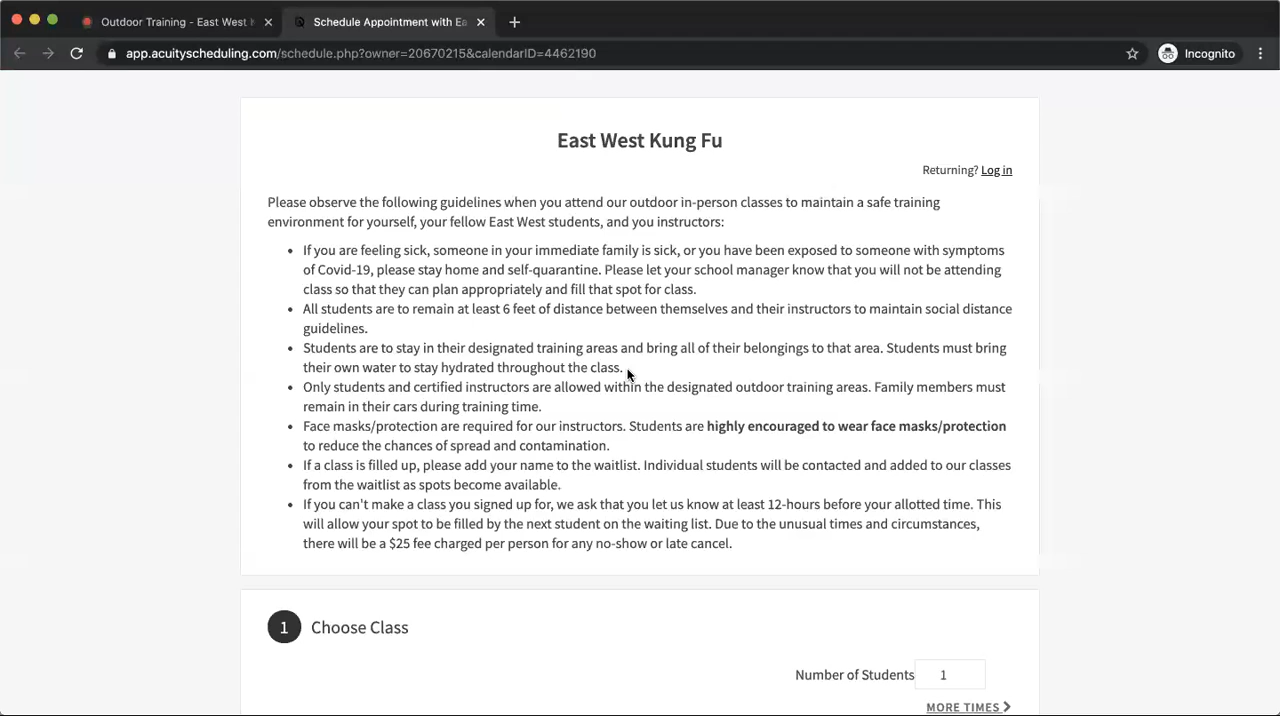 Outdoor Training - East West
Schedule Appointment with Ea
app.acuityscheduling.com/schedule.php?owner=20670215&calendarID=4462190
Incognito
East West Kung Fu
Returning? Log in
Please observe the following guidelines when you attend our outdoor in-person classes to maintain a safe training
environment for yourself, your fellow East West students, and you instructors:
• If you are feeling sick, someone in your immediate family is sick, or you have been exposed to someone with symptoms
of Covid-19, please stay home and self-quarantine. Please let your school manager know that you will not be attending
class so that they can plan appropriately and fill that spot for class.
• All students are to remain at least 6 feet of distance between themselves and their instructors to maintain social distance
guidelines.
• Students are to stay in their designated training areas and bring all of their belongings to that area. Students must bring
their own water to stay hydrated throughout the class.
• Only students and certified instructors are allowed within the designated outdoor training areas. Family members must
remain in their cars during training time.
• Face masks/protection are required for our instructors. Students are highly encouraged to wear face masks/protection
to reduce the chances of spread and contamination.
• If a class is filled up, please add your name to the waitlist. Individual students will be contacted and added to our classes
from the waitlist as spots become available.
• If you can't make a class you signed up for, we ask that you let us know at least 12-hours before your allotted time. This
will allow your spot to be filled by the next student on the waiting list. Due to the unusual times and circumstances,
there will be a $25 fee charged per person for any no-show or late cancel.
1 Choose Class
Number of Students 1
MORE TIMES